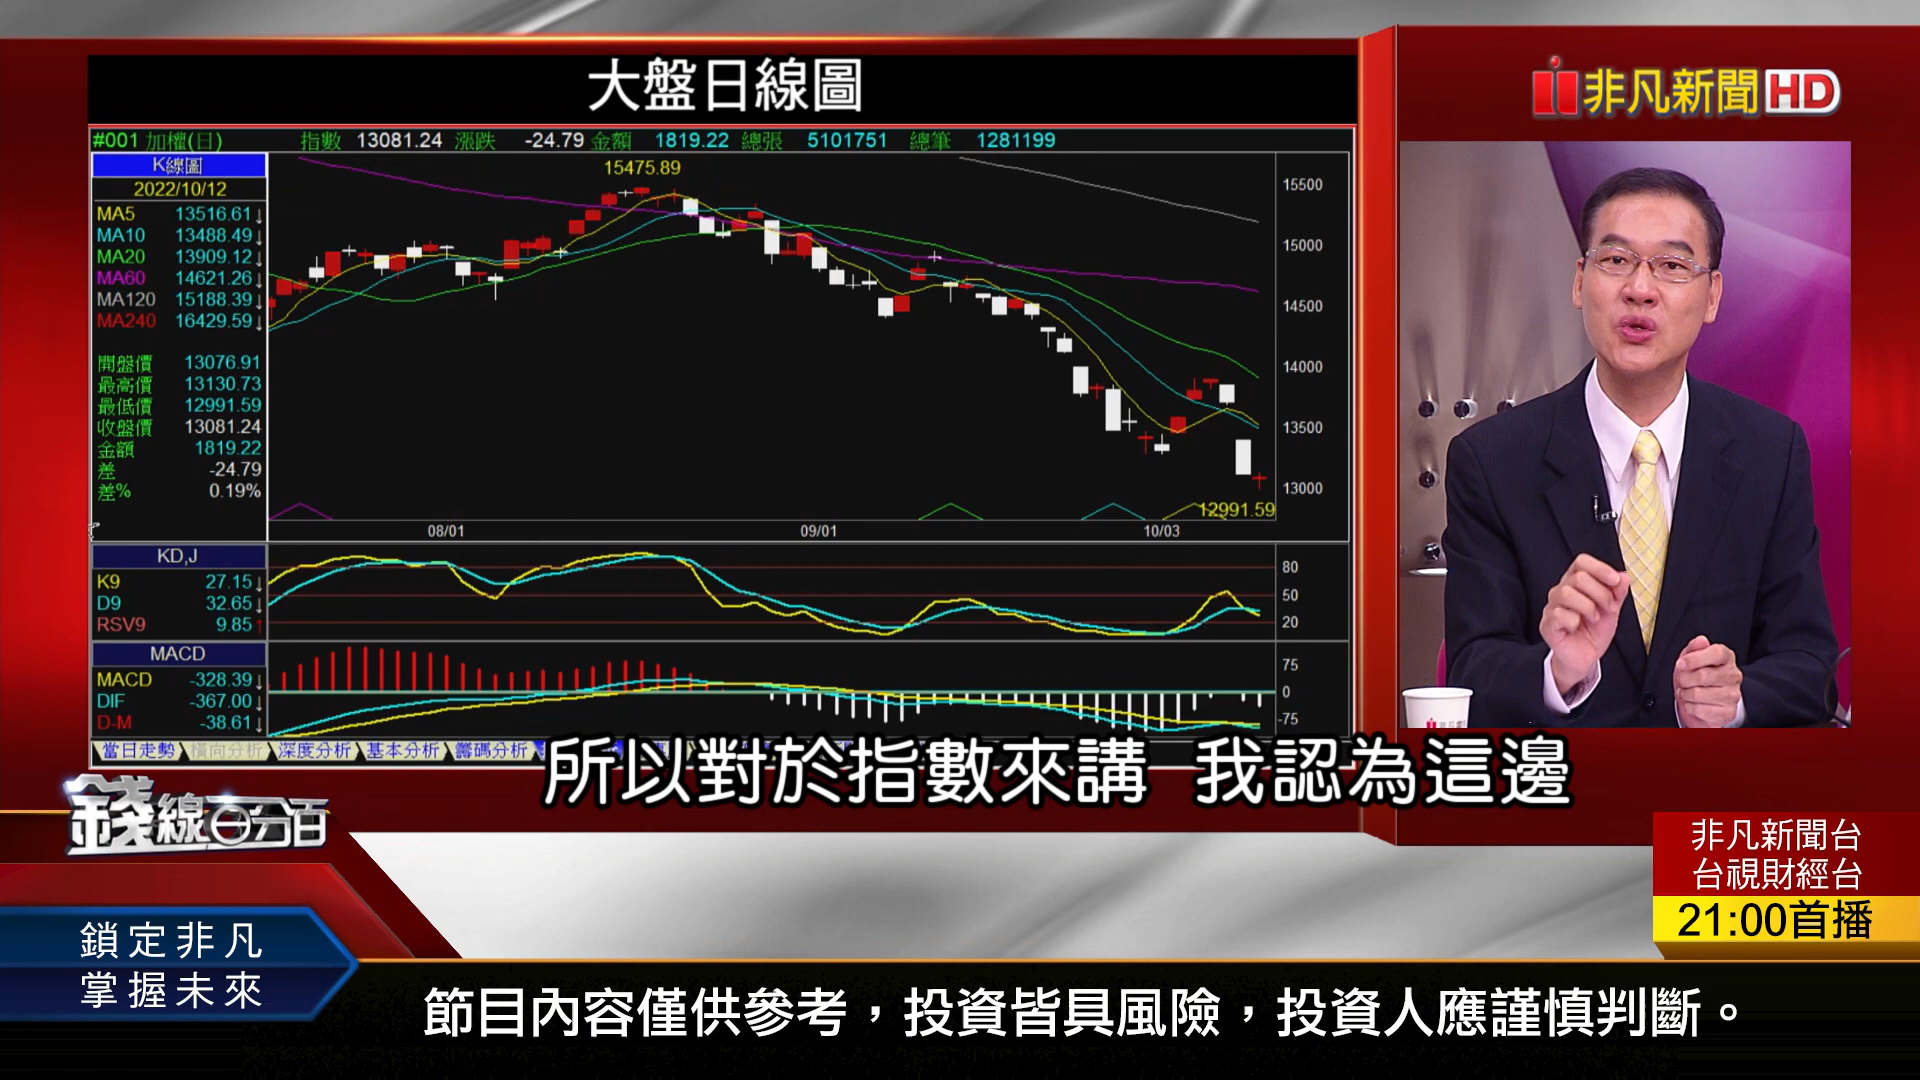 大盤日線圖
非凡新聞HD
#001 加權(日) 指數 13081.24 漲跌 -24.79 金額 1819.22 總張 5101751 總筆 1281199
K線圖
2022/10/12
MA5 13516.61↓
MA10 13488.49↓
MA20 13909.12↓
MA60 14621.26↓
MA120 15188.39↓
MA240 16429.59↓
開盤價 13076.91
最高價 13130.73
最低價 12991.59
收盤價 13081.24
金額 1819.22
差 -24.79
差% 0.19%
15475.89
12991.59
15500
15000
14500
14000
13500
13000
08/01 09/01 10/03
KD,J
K9 27.15↓
D9 32.65↓
RSV9 9.85↑
80
50
20
MACD
MACD -328.39↓
DIF -367.00↓
D-M -38.61↓
75
0
-75
當日走勢 橫向分析 深度分析 基本分析 籌碼分析
所以對於指數來講 我認為這邊
錢線百分百
非凡新聞台
台視財經台
21:00首播
鎖定非凡
掌握未來
節目內容僅供參考，投資皆具風險，投資人應謹慎判斷。